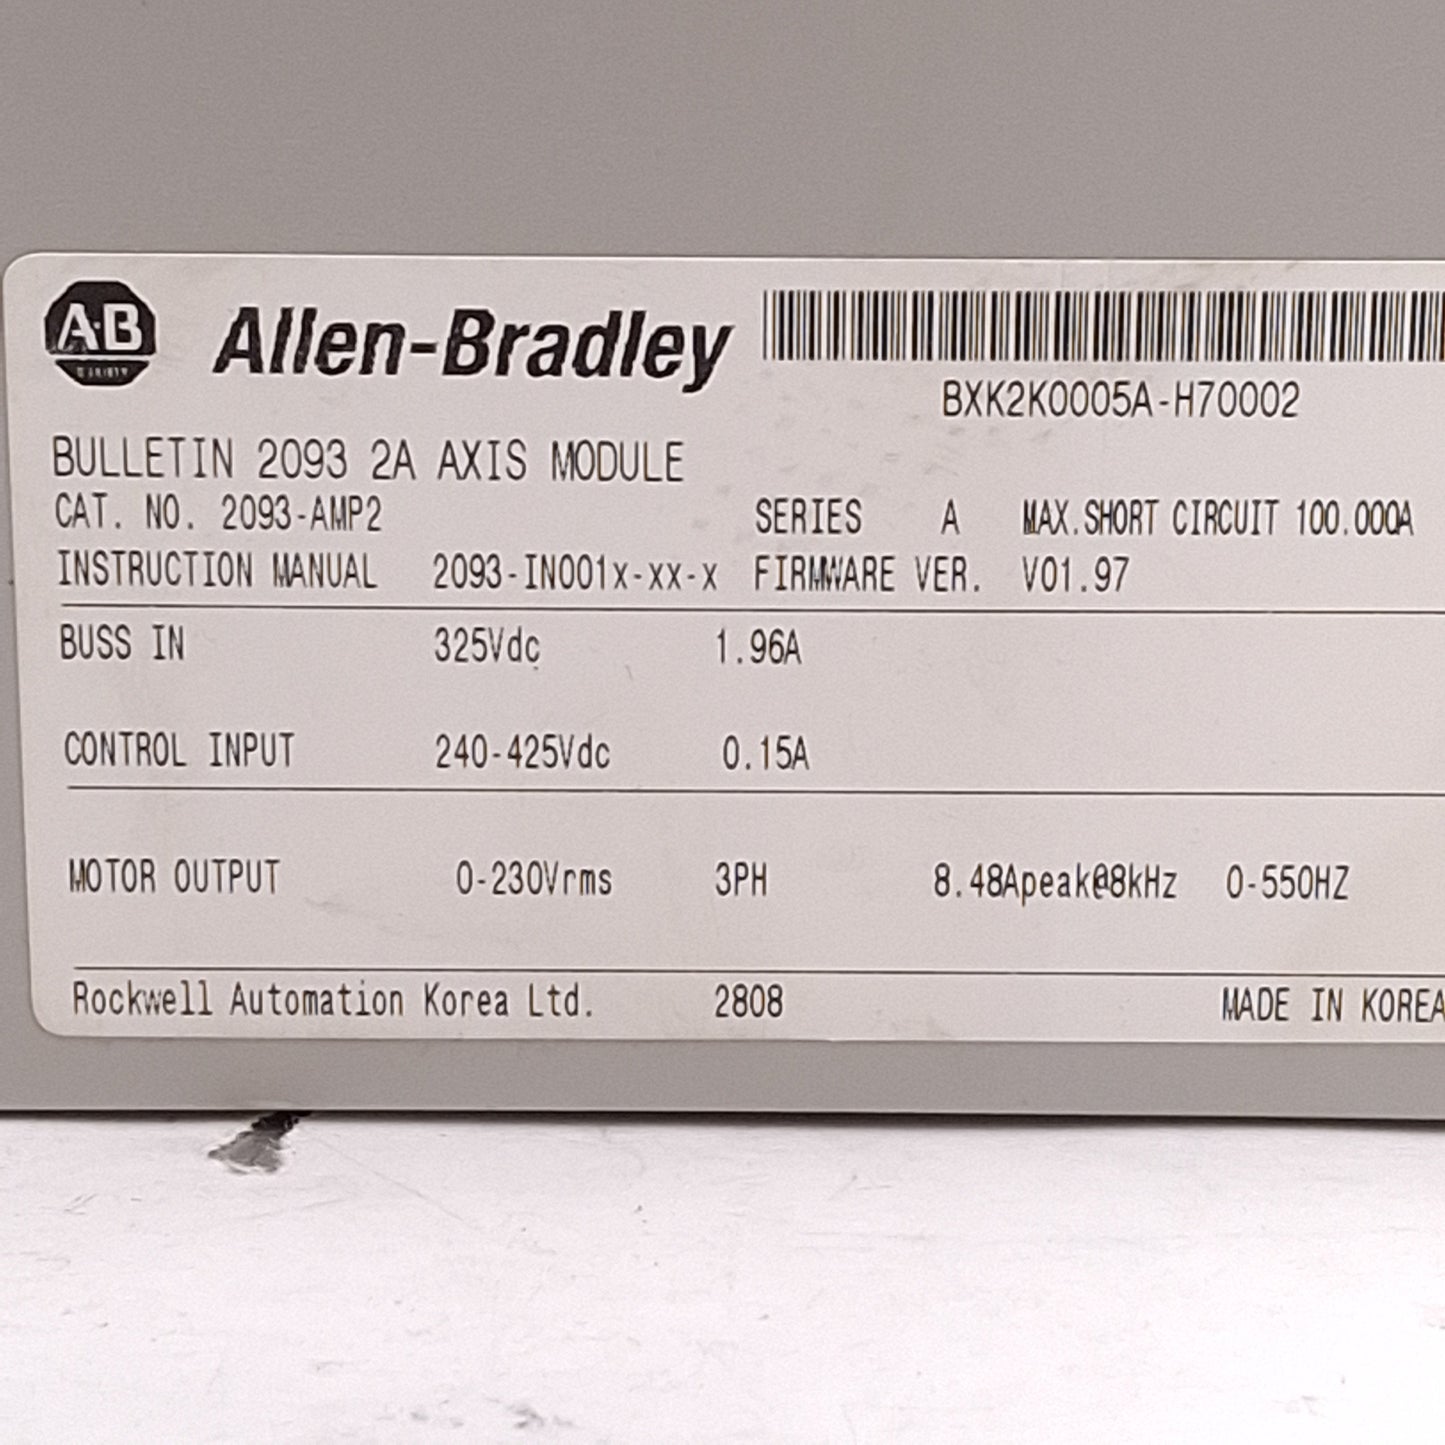 A·B
Allen-Bradley
BXK2K0005A-H70002
BULLETIN 2093 2A AXIS MODULE
CAT. NO. 2093-AMP2 SERIES A MAX.SHORT CIRCUIT 100.000A
INSTRUCTION MANUAL 2093-IN001x-xx-x FIRMWARE VER. V01.97
BUSS IN 325Vdc 1.96A
CONTROL INPUT 240-425Vdc 0.15A
MOTOR OUTPUT 0-230Vrms 3PH 8.48Apeak@8kHz 0-550HZ
Rockwell Automation Korea Ltd. 2808 MADE IN KOREA